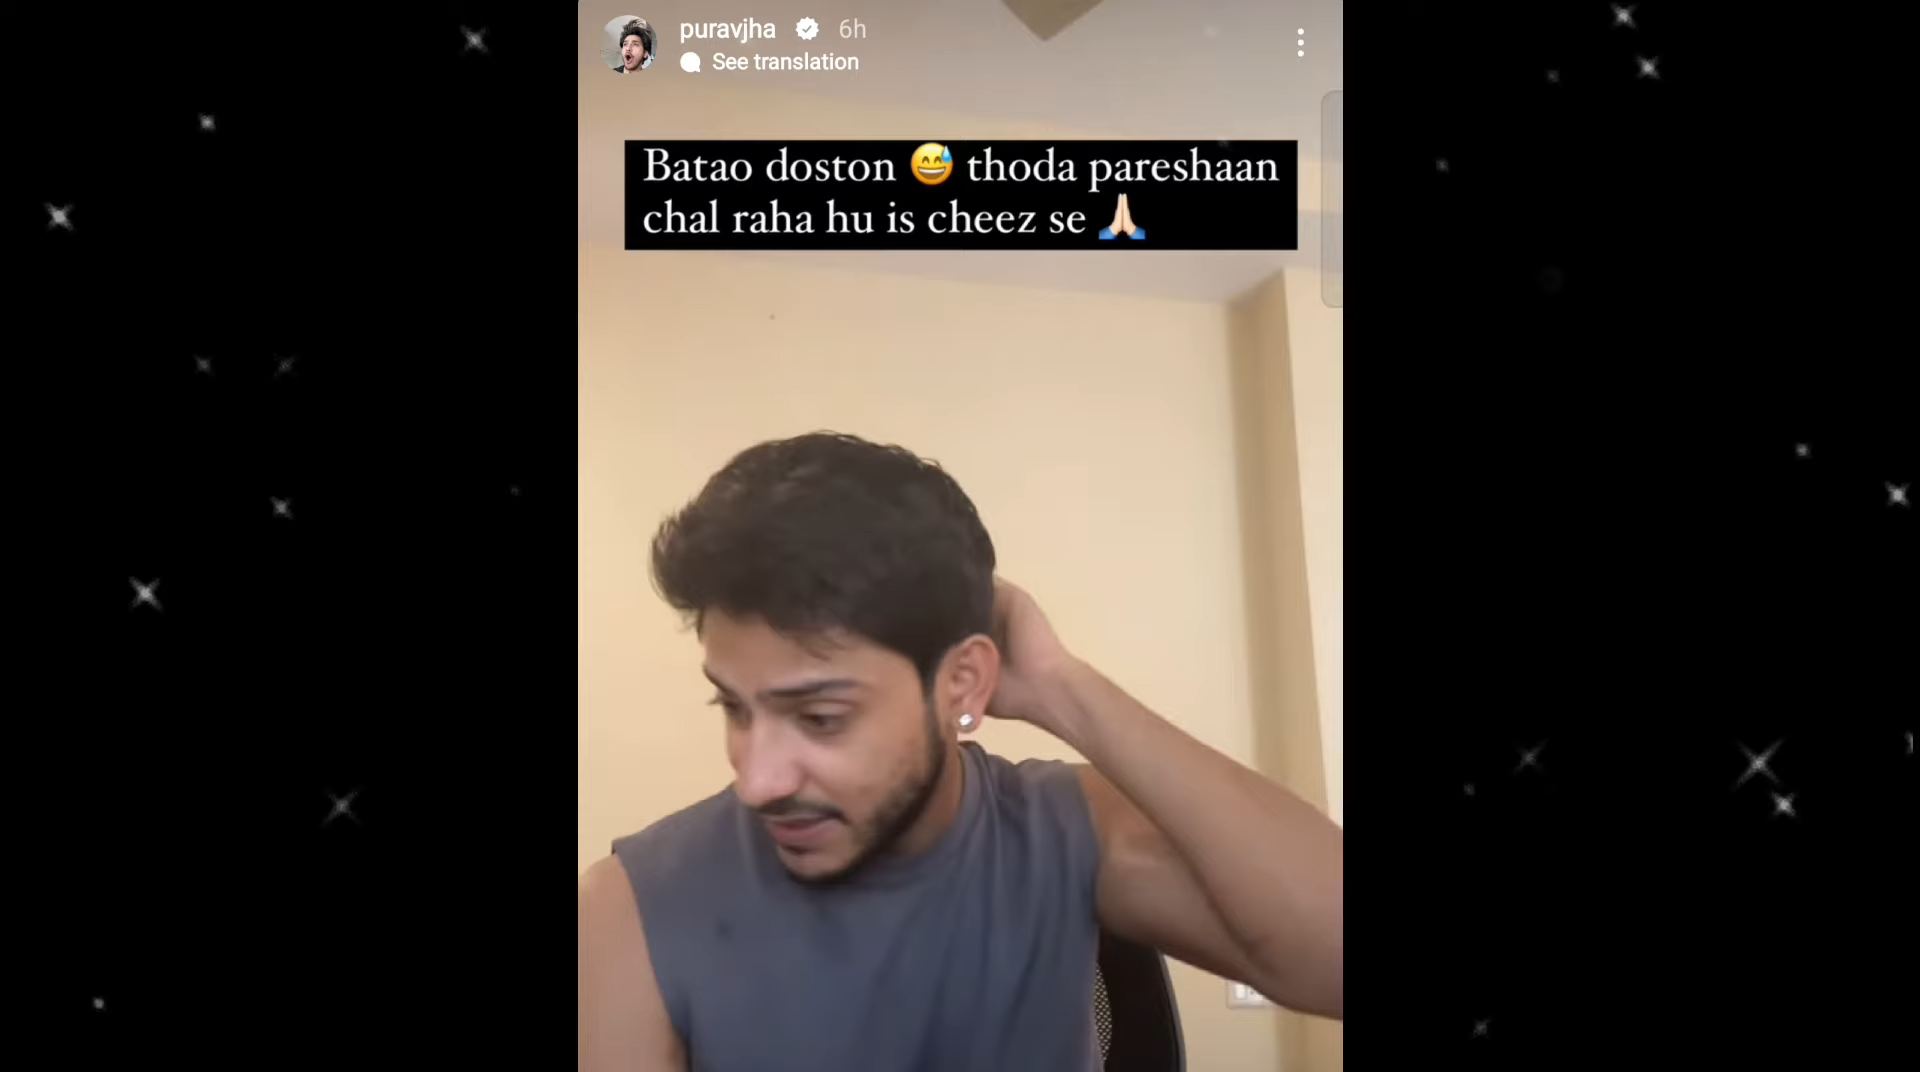 puravjha 6h
See translation
Batao doston 😅 thoda pareshaan
chal raha hu is cheez se 🙏🏻